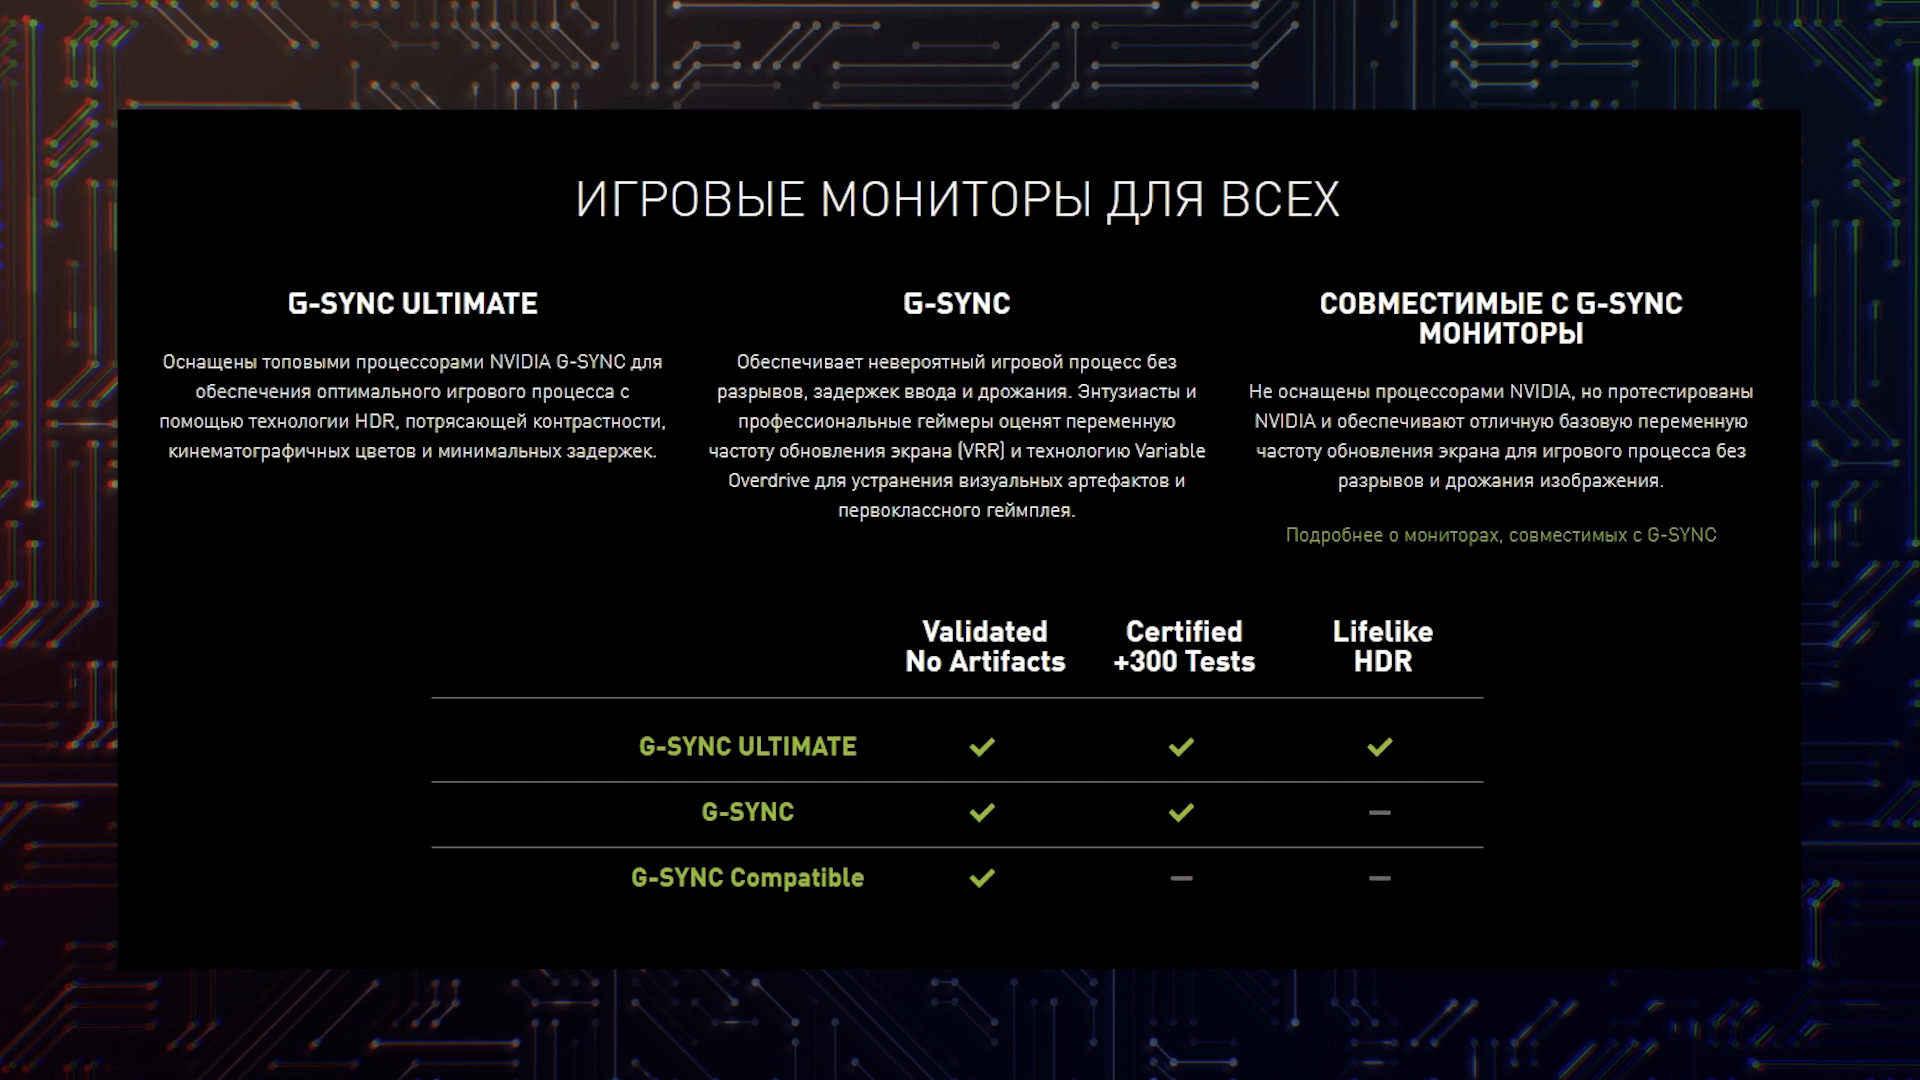 ИГРОВЫЕ МОНИТОРЫ ДЛЯ ВСЕХ
G-SYNC ULTIMATE
Оснащены топовыми процессорами NVIDIA G-SYNC для
обеспечения оптимального игрового процесса с
помощью технологии HDR, потрясающей контрастности,
кинематографичных цветов и минимальных задержек.
G-SYNC
Обеспечивает невероятный игровой процесс без
разрывов, задержек ввода и дрожания. Энтузиасты и
профессиональные геймеры оценят переменную
частоту обновления экрана (VRR) и технологию Variable
Overdrive для устранения визуальных артефактов и
первоклассного геймплея.
СОВМЕСТИМЫЕ С G-SYNC
МОНИТОРЫ
Не оснащены процессорами NVIDIA, но протестированы
NVIDIA и обеспечивают отличную базовую переменную
частоту обновления экрана для игрового процесса без
разрывов и дрожания изображения.
Подробнее о мониторах, совместимых с G-SYNC
Validated
No Artifacts
Certified
+300 Tests
Lifelike
HDR
G-SYNC ULTIMATE
G-SYNC
G-SYNC Compatible